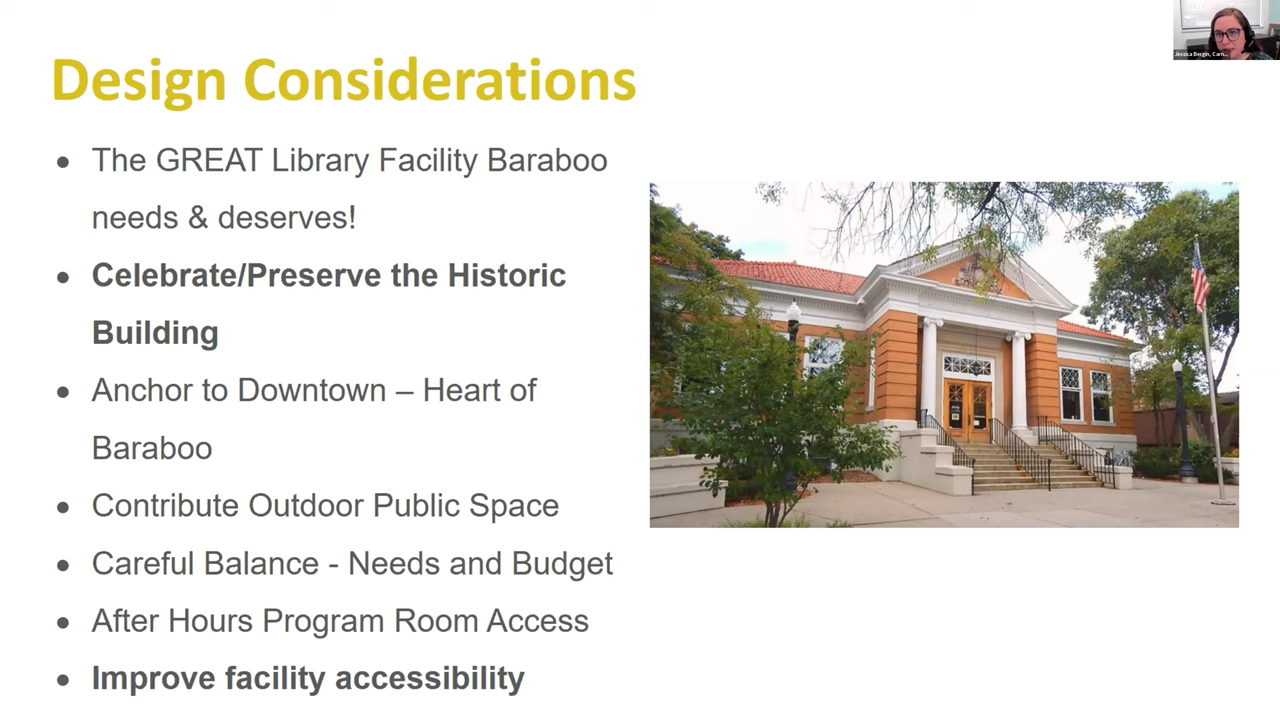 Design Considerations
• The GREAT Library Facility Baraboo
needs & deserves!
• Celebrate/Preserve the Historic
Building
• Anchor to Downtown – Heart of
Baraboo
• Contribute Outdoor Public Space
• Careful Balance - Needs and Budget
• After Hours Program Room Access
• Improve facility accessibility
Jessica Bergin, Carn...